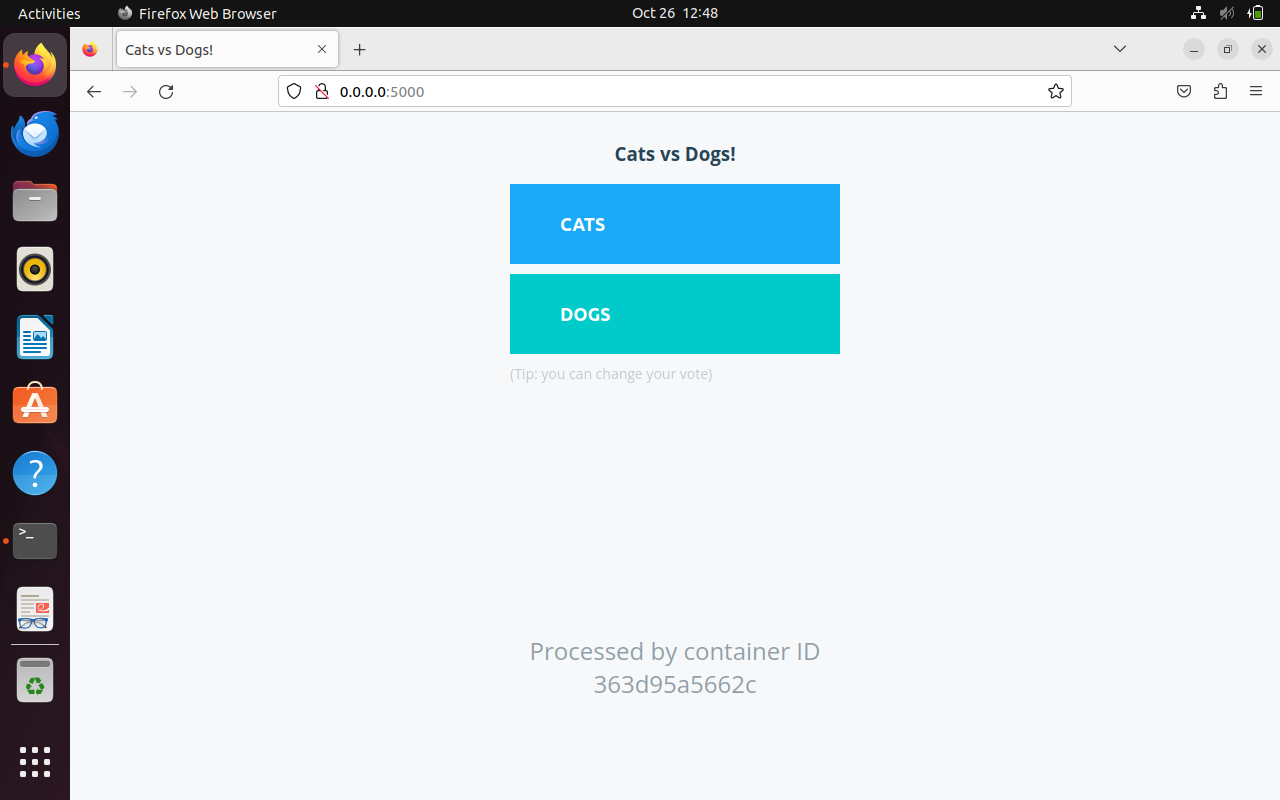 Activities
Firefox Web Browser
Oct 26 12:48
Cats vs Dogs!
0.0.0.0:5000
Cats vs Dogs!
CATS
DOGS
(Tip: you can change your vote)
Processed by container ID
363d95a5662c